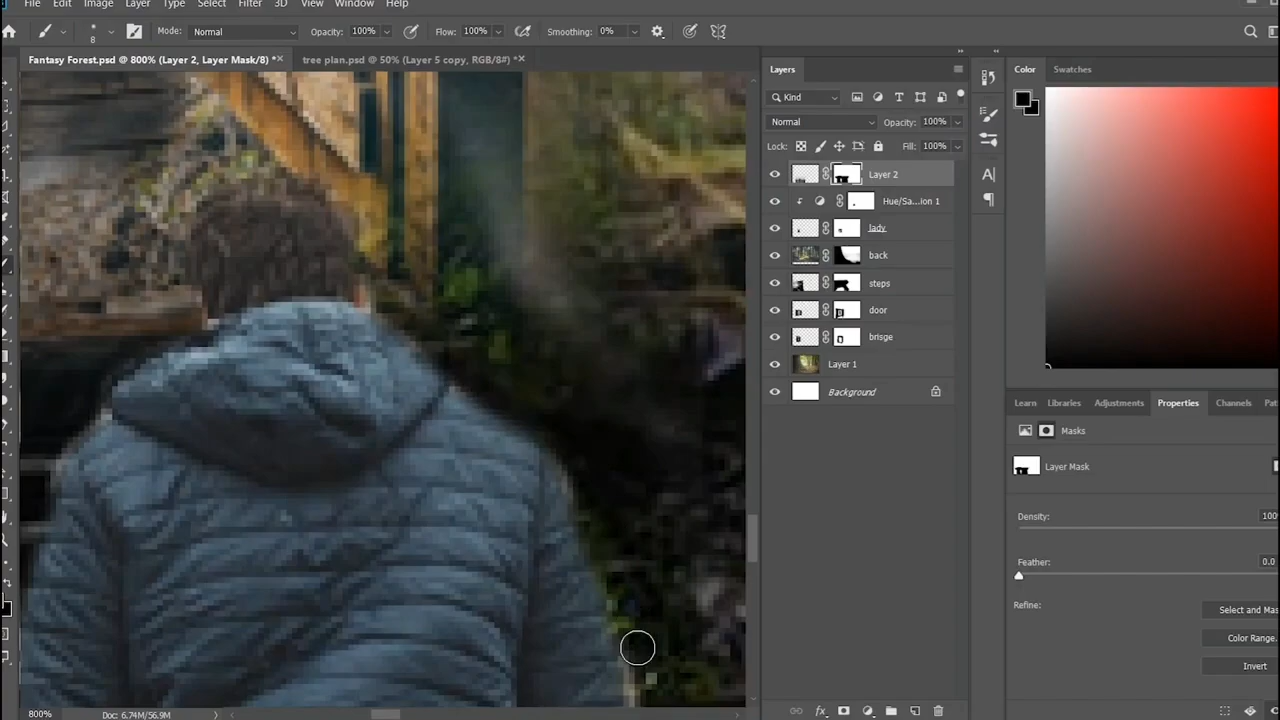 File Edit Image Layer Type Select Filter 3D View Window Help
8 Mode: Normal Opacity: 100% Flow: 100% Smoothing: 0%
Fantasy Forest.psd @ 800% (Layer 2, Layer Mask/8) * × tree plan.psd @ 50% (Layer 5 copy, RGB/8#) * ×
Layers
Kind
Normal Opacity: 100%
Lock: Fill: 100%
Layer 2
Hue/Sa...ion 1
lady
back
steps
door
brisge
Layer 1
Background
Color Swatches
Learn Libraries Adjustments Properties Channels Pat
Masks
Layer Mask
Density: 100
Feather: 0.0
Refine:
Select and Mas
Color Range.
Invert
800% Doc: 6.74M/56.9M